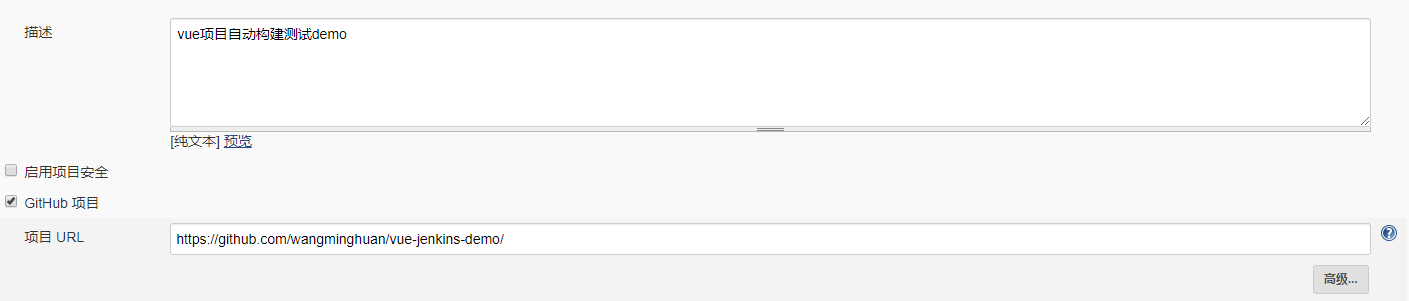 描述
vue项目自动构建测试demo
[纯文本] 预览
启用项目安全
GitHub 项目
项目 URL
https://github.com/wangminghuan/vue-jenkins-demo/
?
高级...